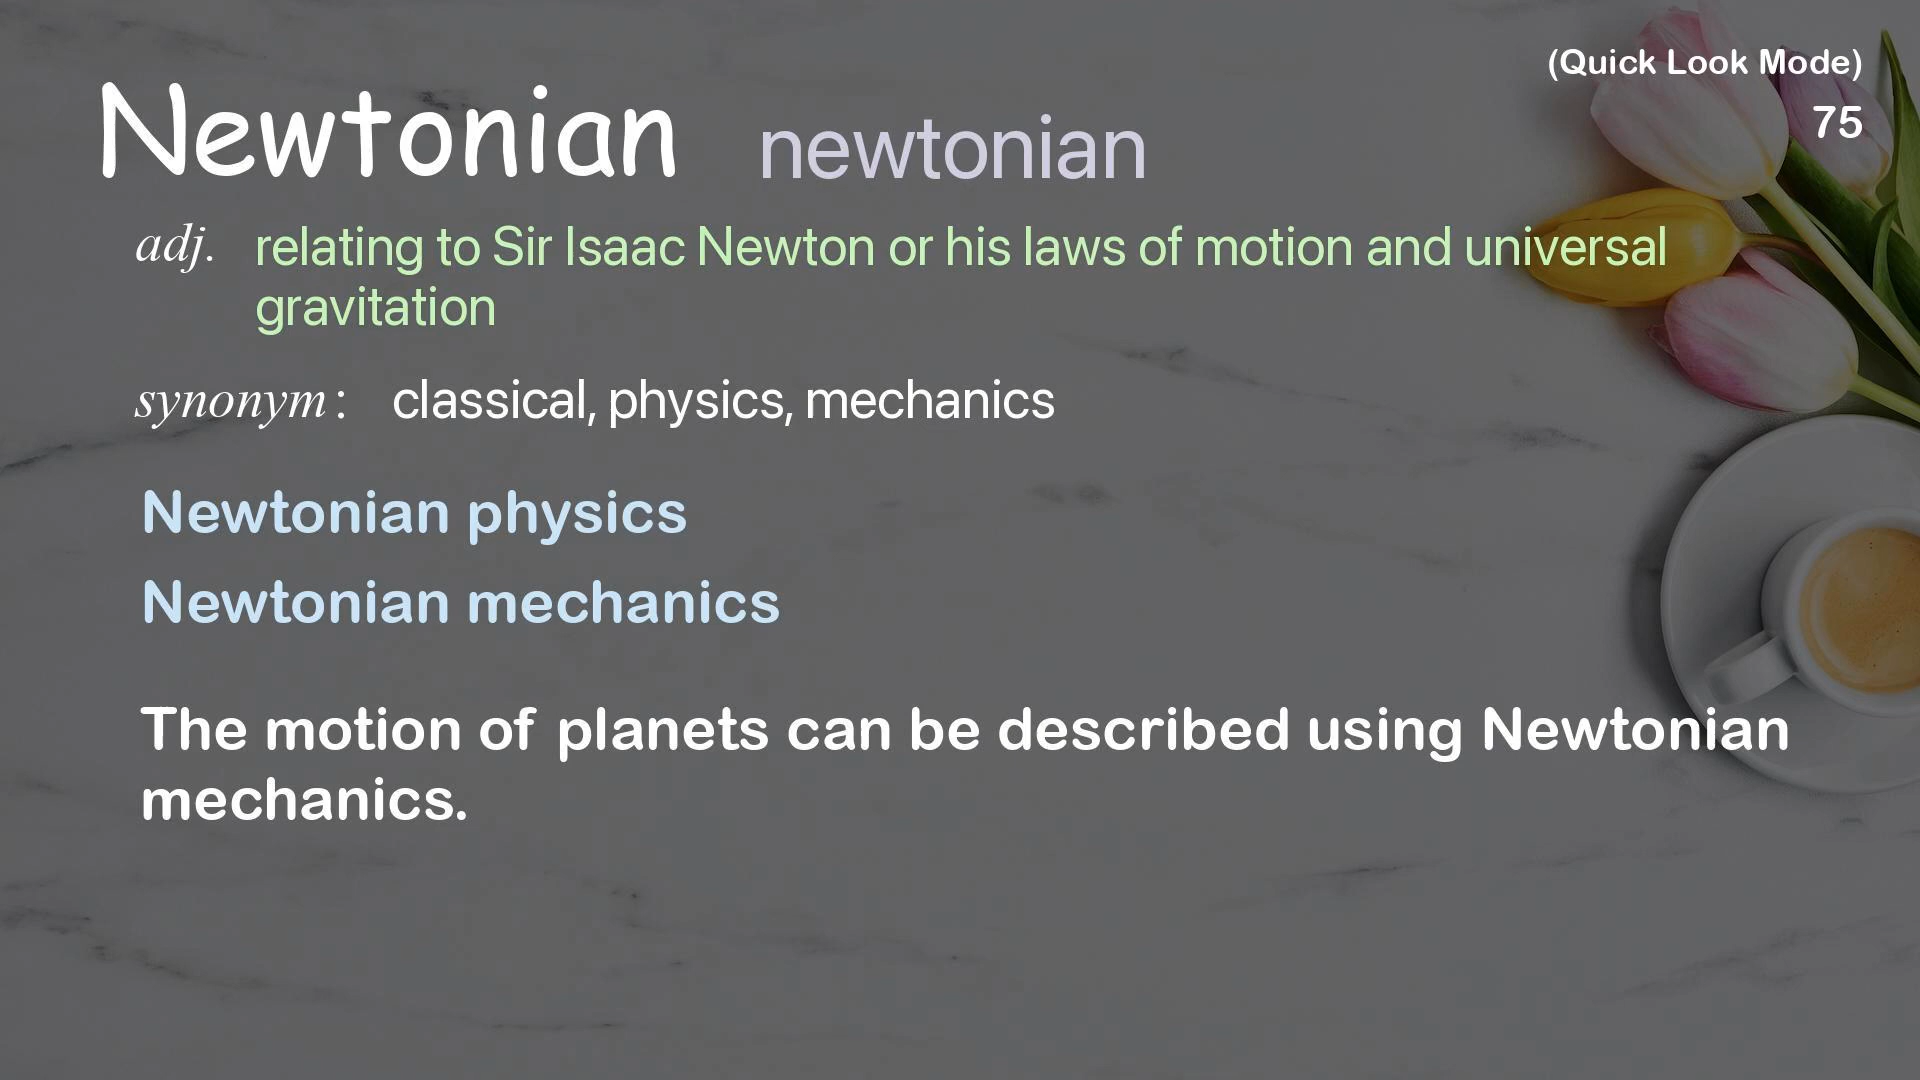 (Quick Look Mode)
75
Newtonian newtonian
adj. relating to Sir Isaac Newton or his laws of motion and universal
gravitation
synonym: classical, physics, mechanics
Newtonian physics
Newtonian mechanics
The motion of planets can be described using Newtonian
mechanics.